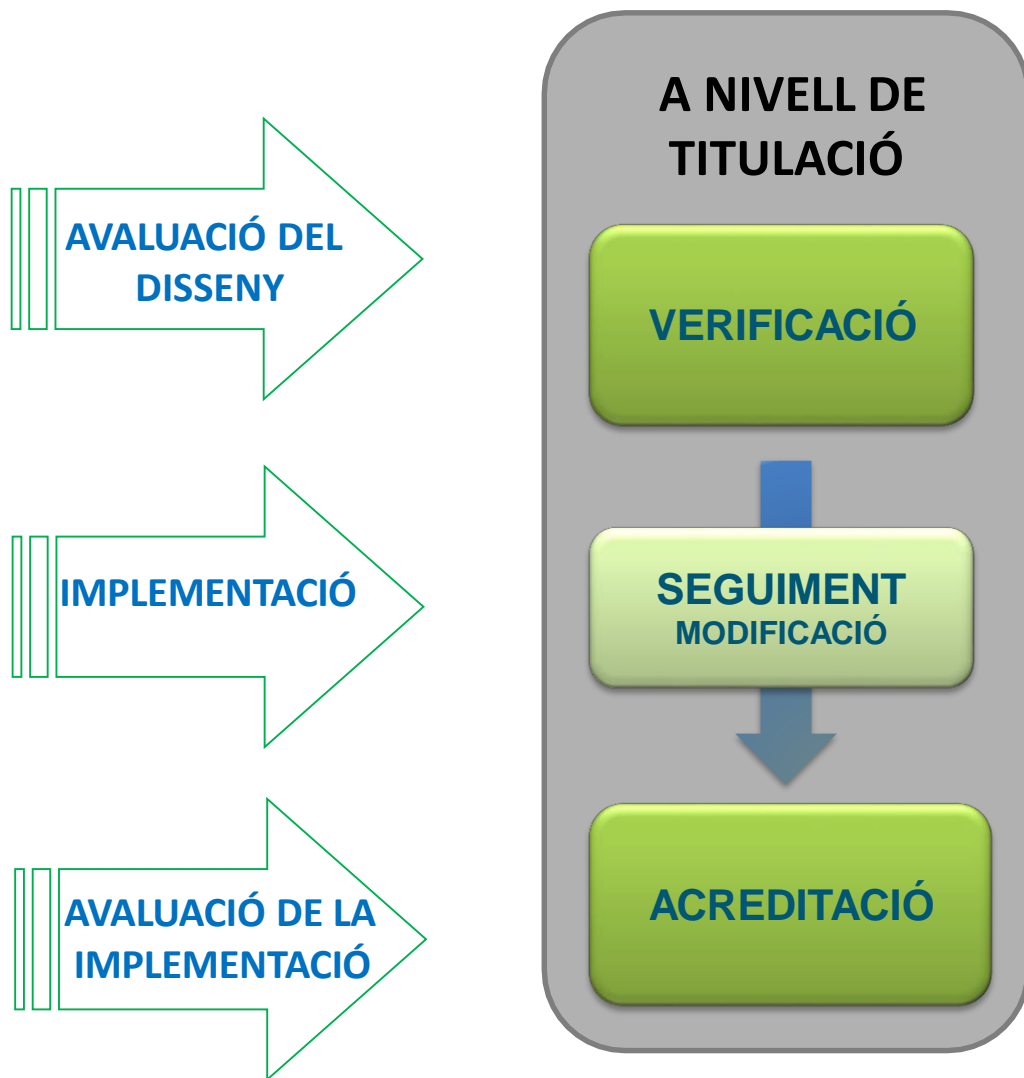 A NIVELL DE
TITULACIÓ
AVALUACIÓ DEL
DISSENY
VERIFICACIÓ
IMPLEMENTACIÓ
SEGUIMENT
MODIFICACIÓ
AVALUACIÓ DE LA
IMPLEMENTACIÓ
ACREDITACIÓ